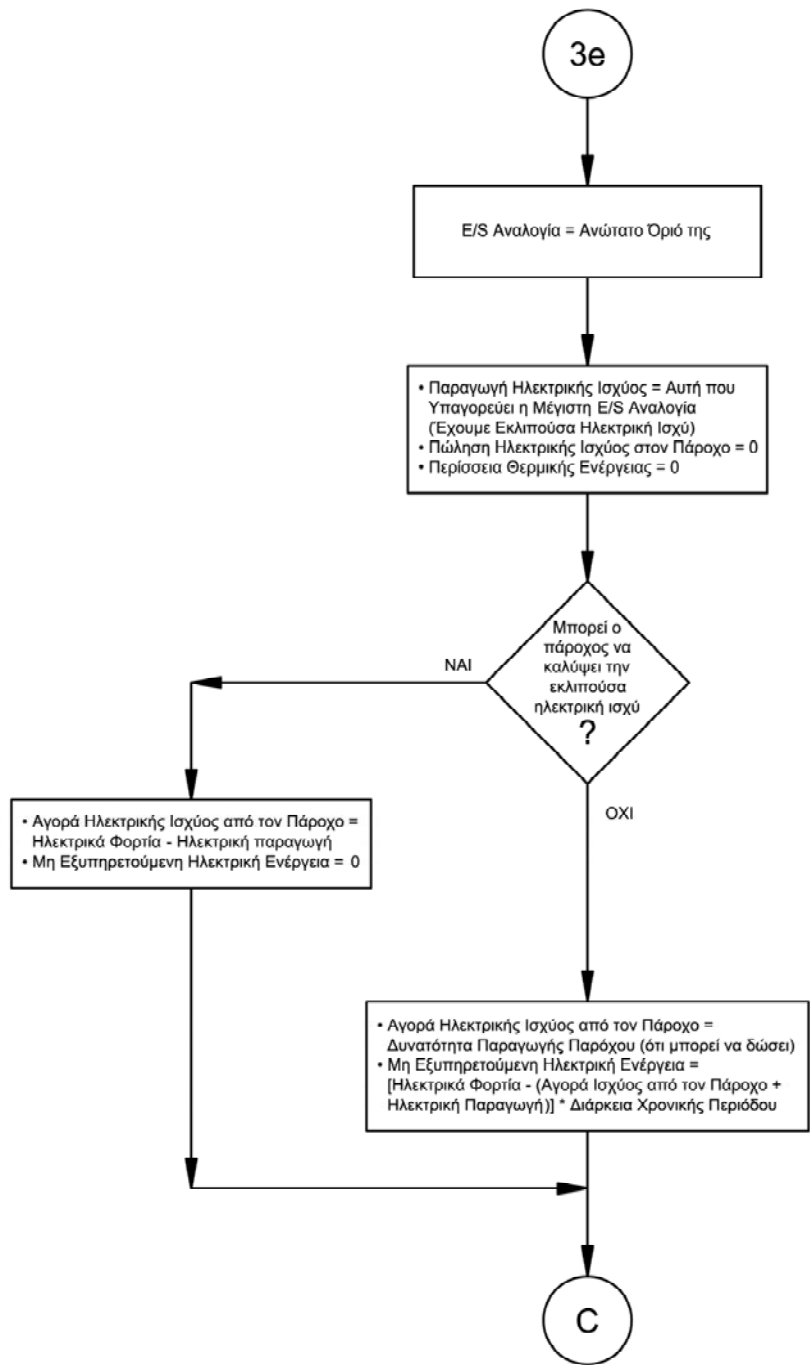 3e
E/S Αναλογία = Ανώτατο Όριό της
• Παραγωγή Ηλεκτρικής Ισχύος = Αυτή που
Υπαγορεύει η Μέγιστη E/S Αναλογία
(Έχουμε Εκλιπούσα Ηλεκτρική Ισχύ)
• Πώληση Ηλεκτρικής Ισχύος στον Πάροχο = 0
• Περίσσεια Θερμικής Ενέργειας = 0
Μπορεί ο
πάροχος να
καλύψει την
εκλιπούσα
ηλεκτρική ισχύ
?
ΝΑΙ
ΟΧΙ
• Αγορά Ηλεκτρικής Ισχύος από τον Πάροχο =
Ηλεκτρικά Φορτία - Ηλεκτρική παραγωγή
• Μη Εξυπηρετούμενη Ηλεκτρική Ενέργεια = 0
• Αγορά Ηλεκτρικής Ισχύος από τον Πάροχο =
Δυνατότητα Παραγωγής Παρόχου (ότι μπορεί να δώσει)
• Μη Εξυπηρετούμενη Ηλεκτρική Ενέργεια =
[Ηλεκτρικά Φορτία - (Αγορά Ισχύος από τον Πάροχο +
Ηλεκτρική Παραγωγή)] * Διάρκεια Χρονικής Περιόδου
C